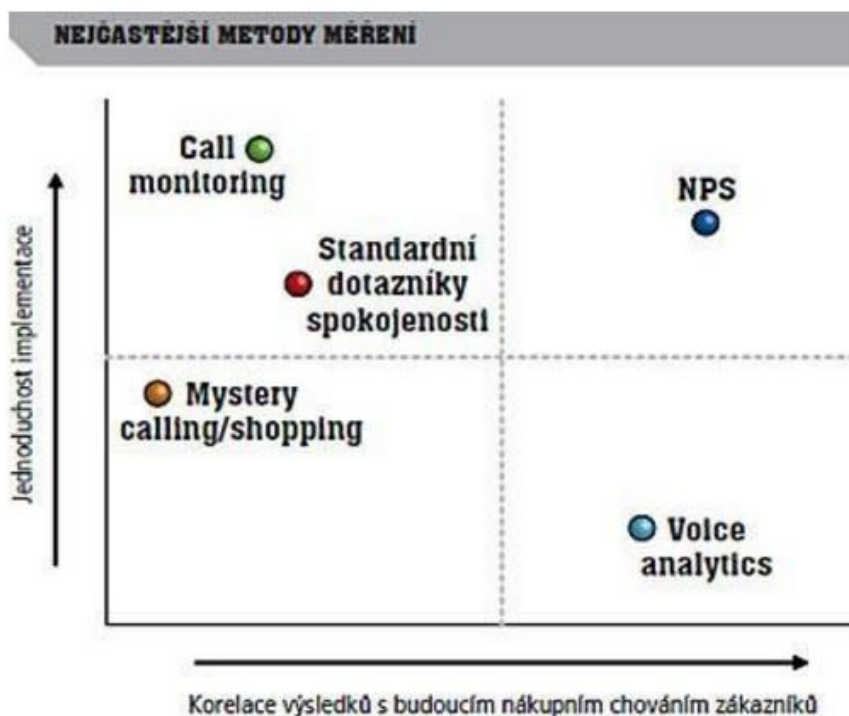 NEJČASTĚJŠÍ METODY MĚŘENÍ
Call
monitoring
NPS
Standardní
dotazníky
spokojenosti
Mystery
calling/shopping
Voice
analytics
Jednoduchost implementace
Korelace výsledků s budoucím nákupním chováním zákazníků